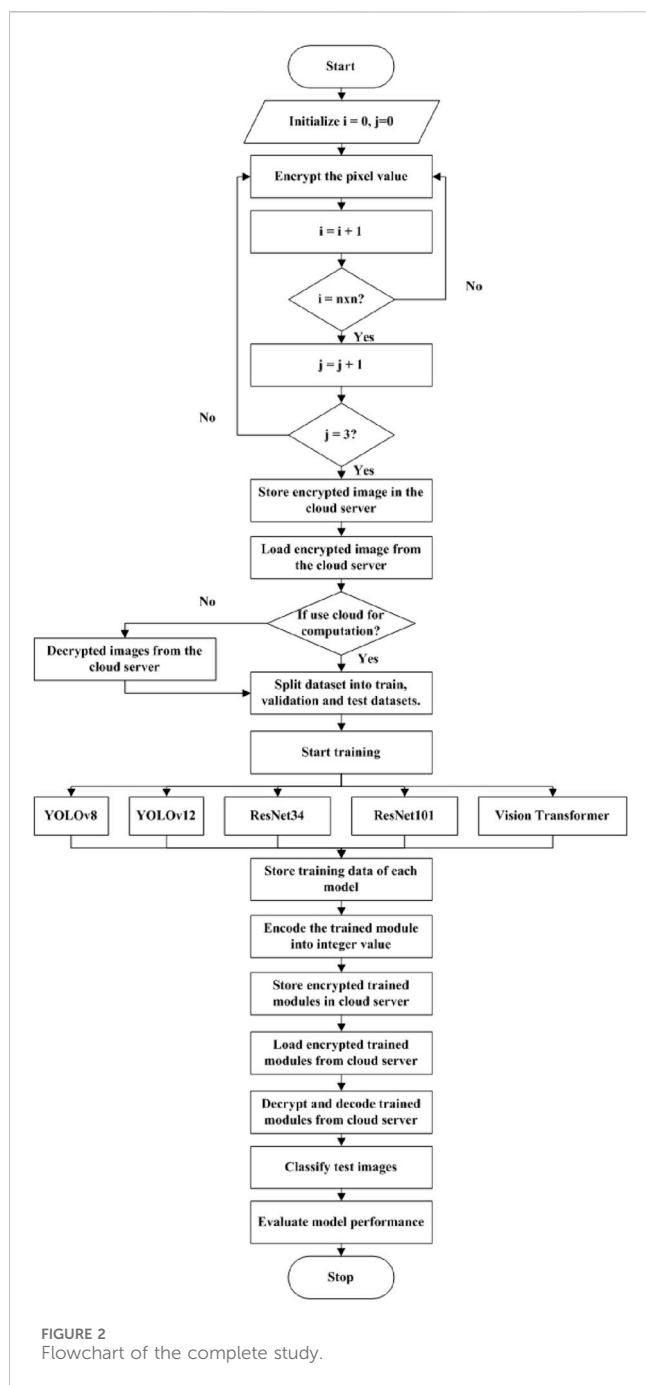 Start
Initialize i = 0, j=0
Encrypt the pixel value
i = i + 1
No
i = nxn?
Yes
j = j + 1
No
j = 3?
Yes
Store encrypted image in the
cloud server
Load encrypted image from
the cloud server
No
If use cloud for
computation?
Decrypted images from the
cloud server
Yes
Split dataset into train,
validation and test datasets.
Start training
YOLOv8
YOLOv12
ResNet34
ResNet101
Vision Transformer
Store training data of each
model
Encode the trained module
into integer value
Store encrypted trained
modules in cloud server
Load encrypted trained
modules from cloud server
Decrypt and decode trained
modules from cloud server
Classify test images
Evaluate model performance
Stop
FIGURE 2
Flowchart of the complete study.